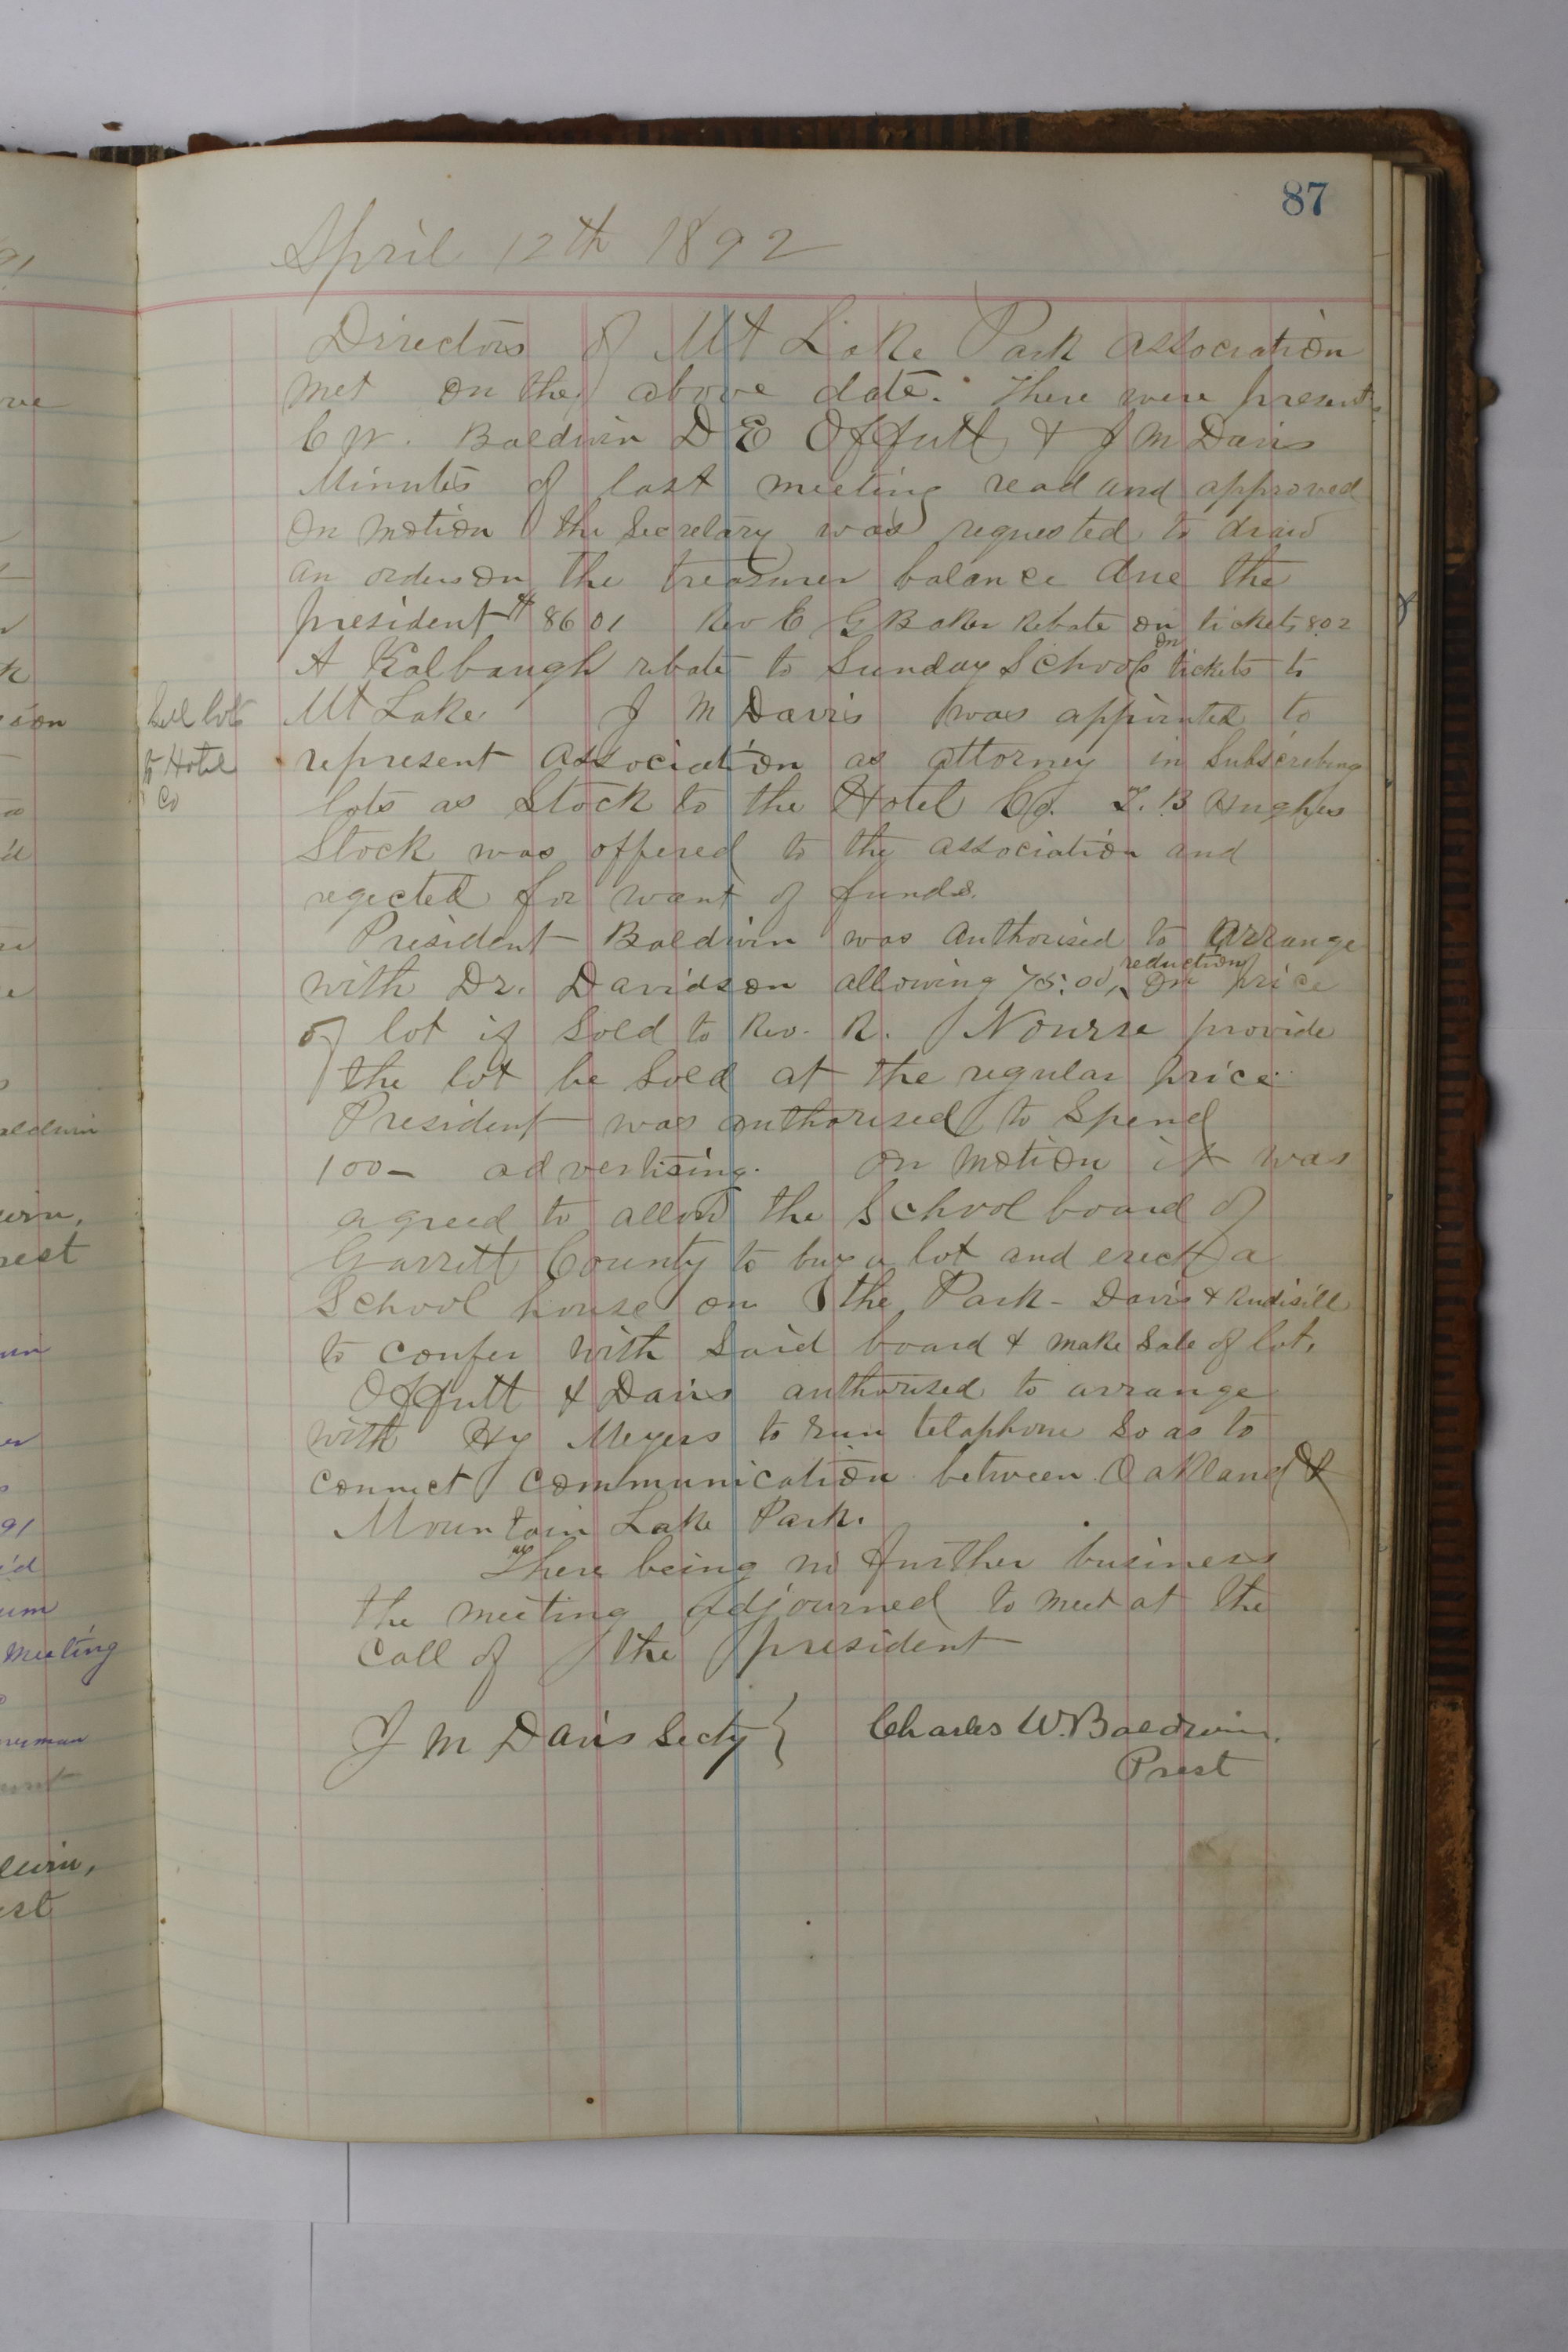 87
April 12th 1892
Directors of Mt Lake Park association
met on the above date. There were present
C W. Baldwin D E Offutt & J M Davis
Minutes of last meeting read and approved
On motion the Secretary was requested to draw
an order on the treasurer balance due the
president # 86 01 Rev E G Baker Rebate on tickets 8.02
A Kalbaugh rebate to Sunday Schools on tickets to
Mt Lake J M Davis was appointed to
Sell lots
to Hotel
Co
represent association as attorney in Subscribing
lots as Stock to the Hotel Co. T. B Hughes
Stock was offered to the association and
regected for want of funds.
President Baldwin was authorised to arrange
with Dr. Davidson allowing 75.00, reduction on price
of lot if Sold to Rev. R. Nourse provide
the lot be Sold at the regular price
President was authorised to Spend
100- advertising. On motion it was
agreed to allow the School board of
Garrett County to buy a lot and erect a
School house on the Park - Davis & Rudisill
to confer with Said board & make Sale of lot.
Offutt & Davis authorized to arrange
with Hy Meyers to run telaphone So as to
connect communication between Oakland &
Mountain Lake Park.
There being no further business
the meeting adjourned to meet at the
call of the president
J M Davis Secty } Charles W. Baldwin.
Prest